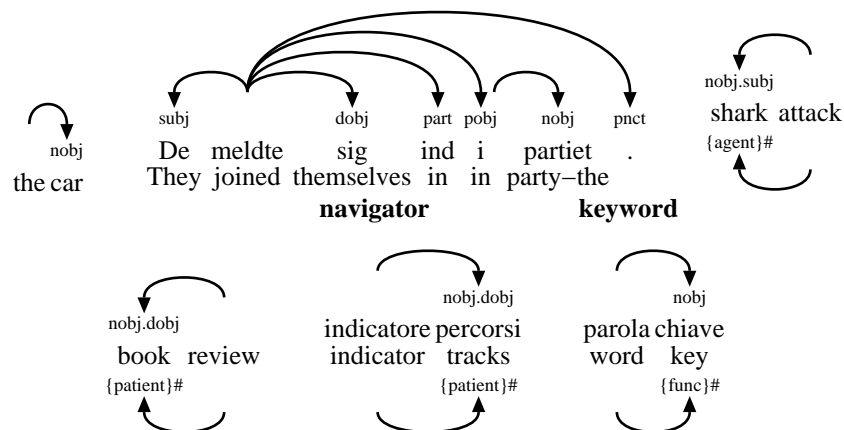 nobj.subj
shark attack
{agent}#
subj dobj part pobj nobj pnct
De meldte sig ind i partiet .
They joined themselves in in party–the
nobj
the car
navigator keyword
nobj.dobj
book review
{patient}#
nobj.dobj
indicatore percorsi
indicator tracks
{patient}#
nobj
parola chiave
word key
{func}#